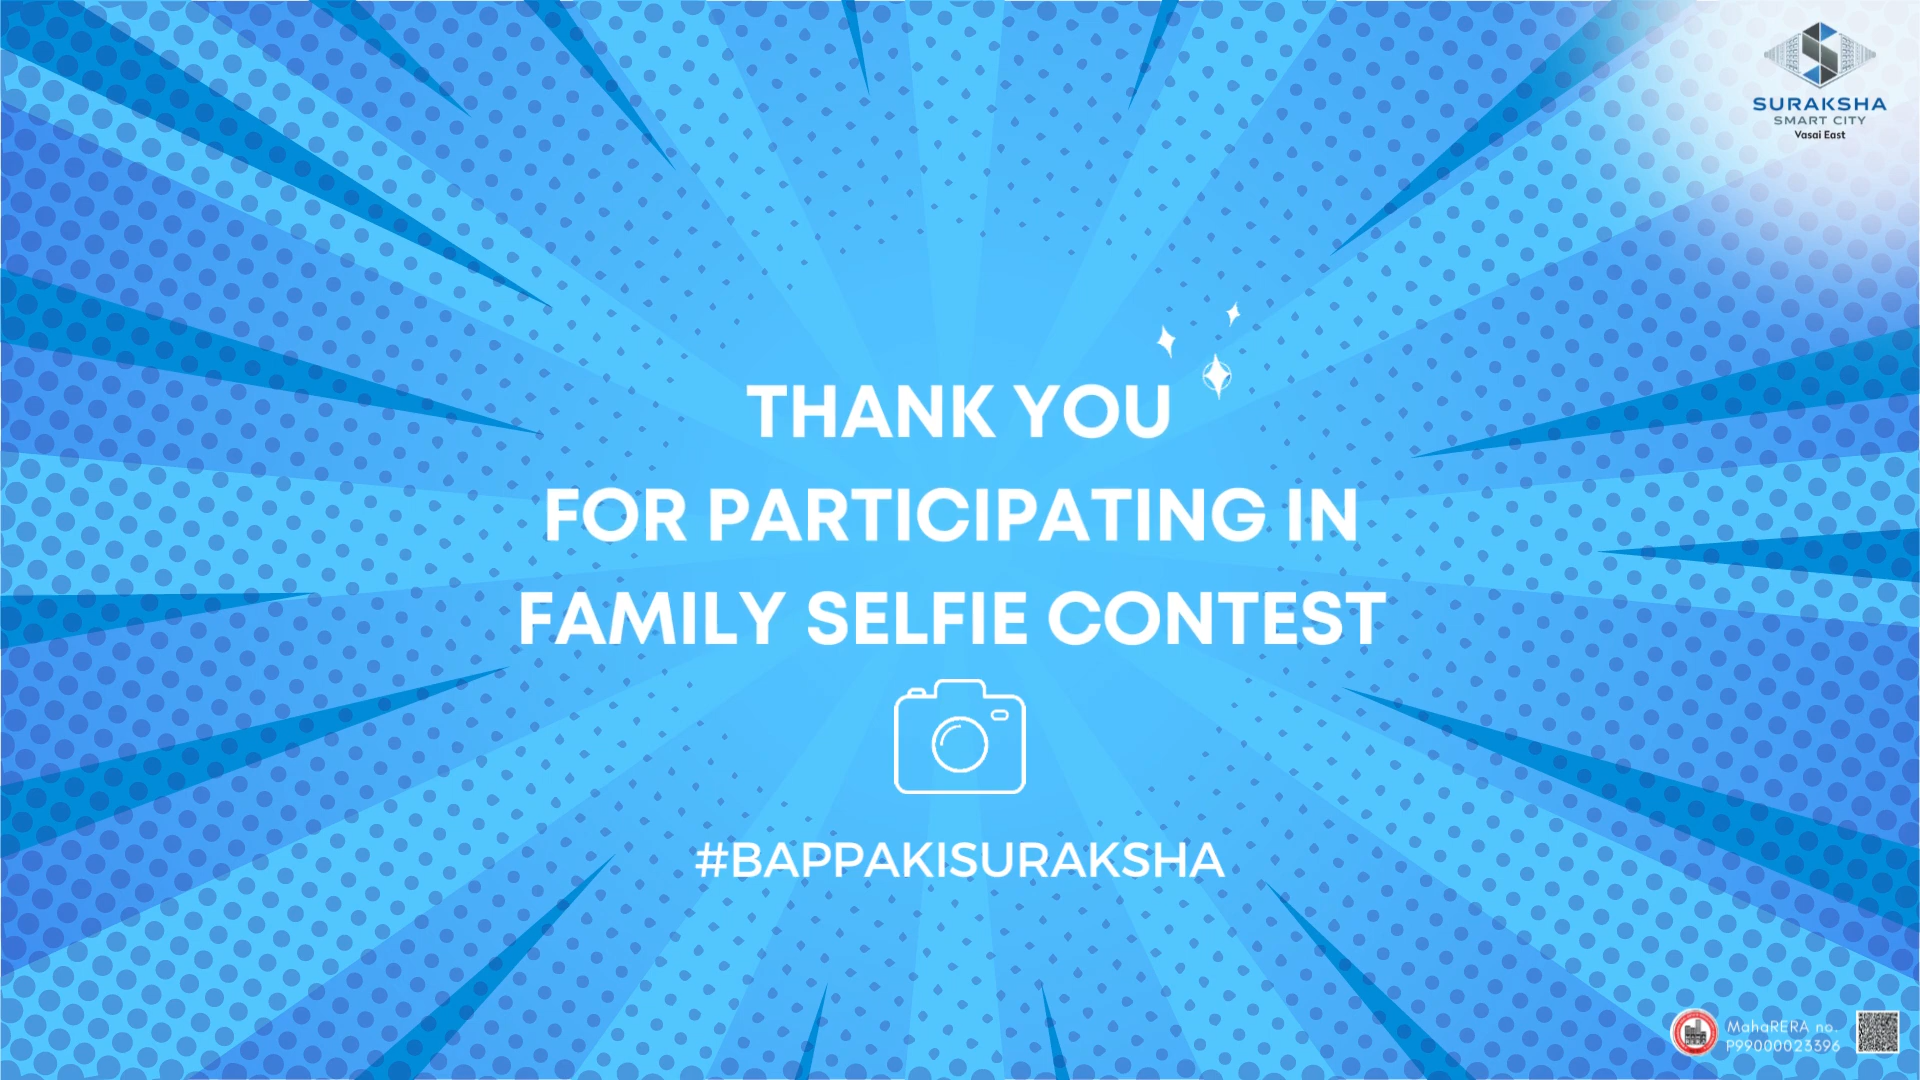 SURAKSHA
SMART CITY
Vasai East
THANK YOU
FOR PARTICIPATING IN
FAMILY SELFIE CONTEST
#BAPPAKISURAKSHA
MahaRERA no.
P99000023396